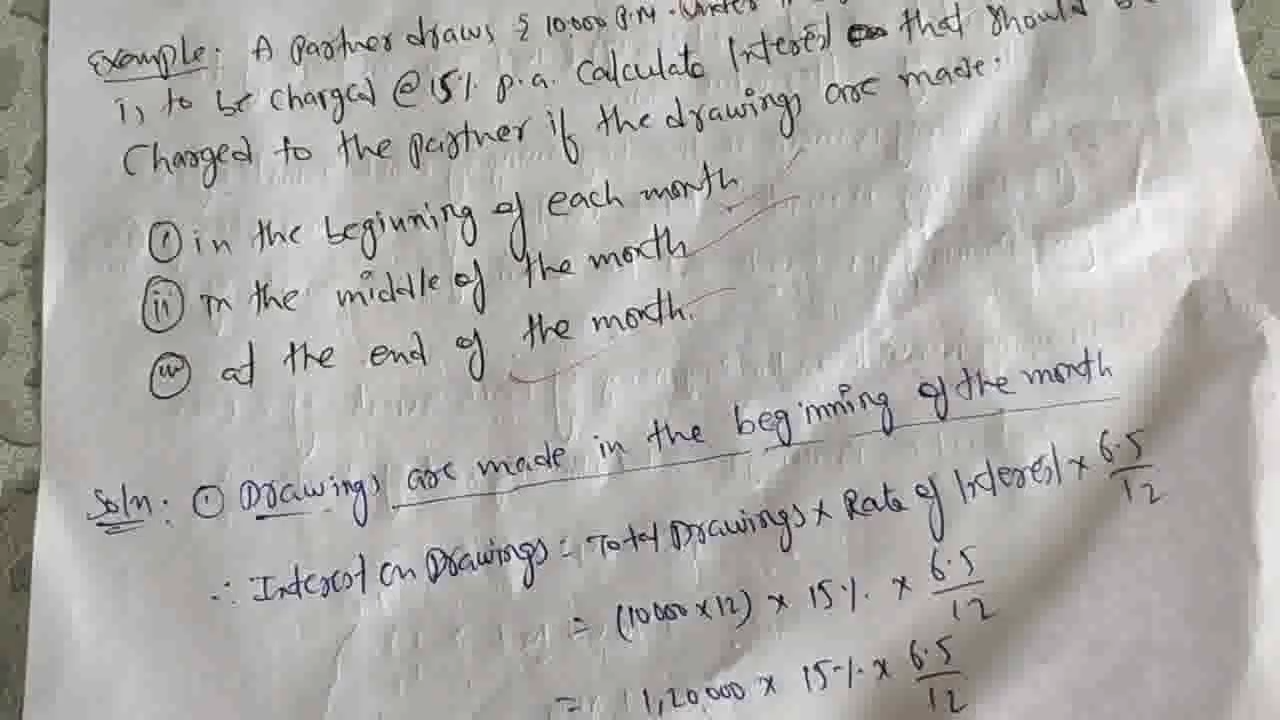 Example: A partner draws ₹ 10,000 P.M.
is to be charged @ 15% p.a. Calculate Interest that should
Charged to the partner if the drawings are made:
(i) in the beginning of each month
(ii) in the middle of the month
(iii) at the end of the month.
Soln: (i) Drawings are made in the beginning of the month
∴ Interest on Drawings = Total Drawings × Rate of Interest × 6.5/12
= (10000 × 12) × 15% × 6.5/12
= 1,20,000 × 15% × 6.5/12